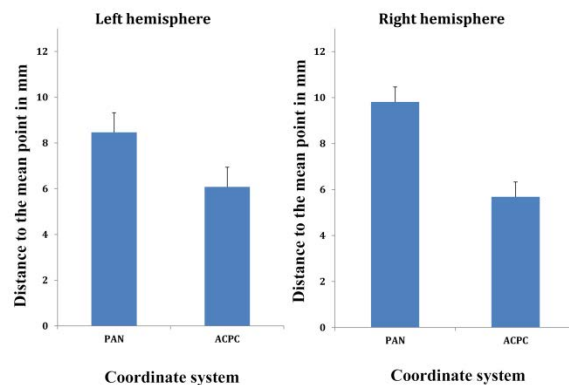 Left hemisphere
Distance to the mean point in mm
12
10
8
6
4
2
0
PAN
ACPC
Coordinate system
Right hemisphere
Distance to the mean point in mm
12
10
8
6
4
2
0
PAN
ACPC
Coordinate system